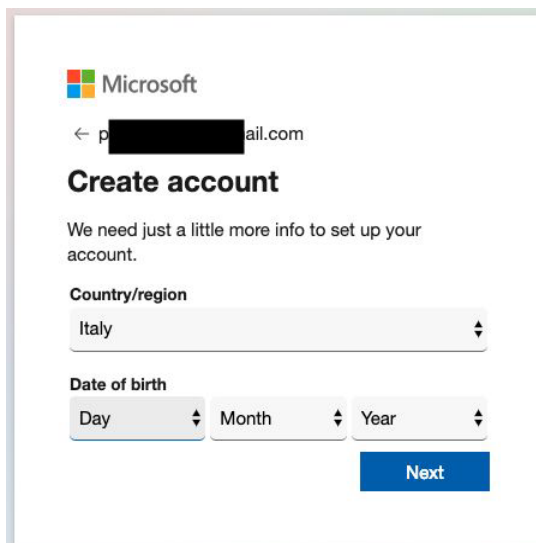 Microsoft
← p ail.com
Create account
We need just a little more info to set up your
account.
Country/region
Italy
Date of birth
Day Month Year
Next